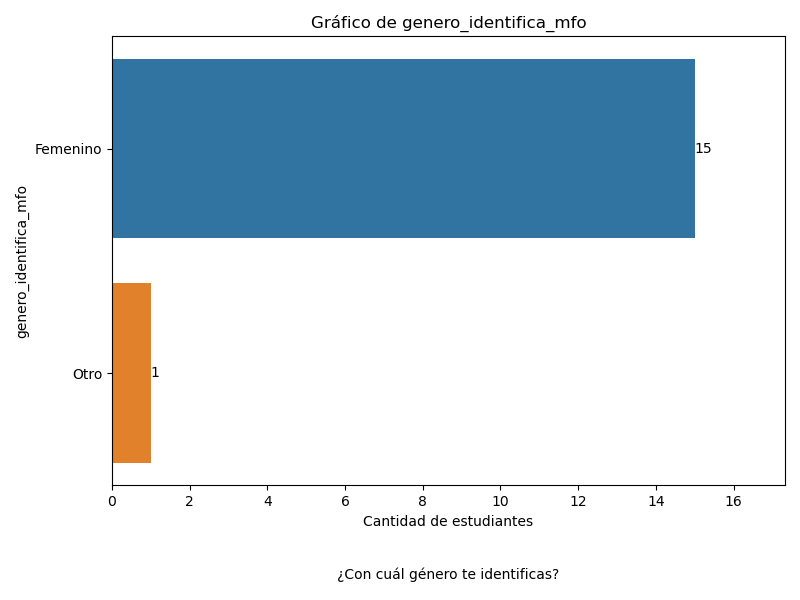 Gráfico de genero_identifica_mfo
genero_identifica_mfo
Femenino
15
Otro
1
0 2 4 6 8 10 12 14 16
Cantidad de estudiantes
¿Con cuál género te identificas?